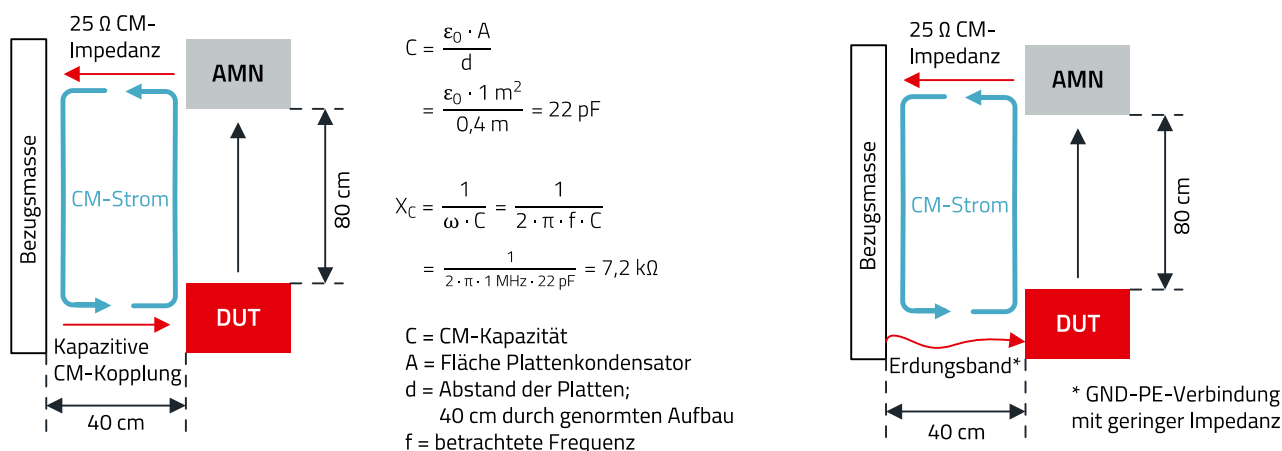 25 Ω CM-
Impedanz
AMN
Bezugsmasse
CM-Strom
80 cm
DUT
Kapazitive
CM-Kopplung
40 cm
C = ε₀ · A / d
= ε₀ · 1 m² / 0,4 m = 22 pF
X_C = 1 / ω · C = 1 / 2 · π · f · C
= 1 / 2 · π · 1 MHz · 22 pF = 7,2 kΩ
C = CM-Kapazität
A = Fläche Plattenkondensator
d = Abstand der Platten;
40 cm durch genormten Aufbau
f = betrachtete Frequenz
25 Ω CM-
Impedanz
AMN
Bezugsmasse
CM-Strom
80 cm
DUT
Erdungsband*
40 cm
* GND-PE-Verbindung
mit geringer Impedanz